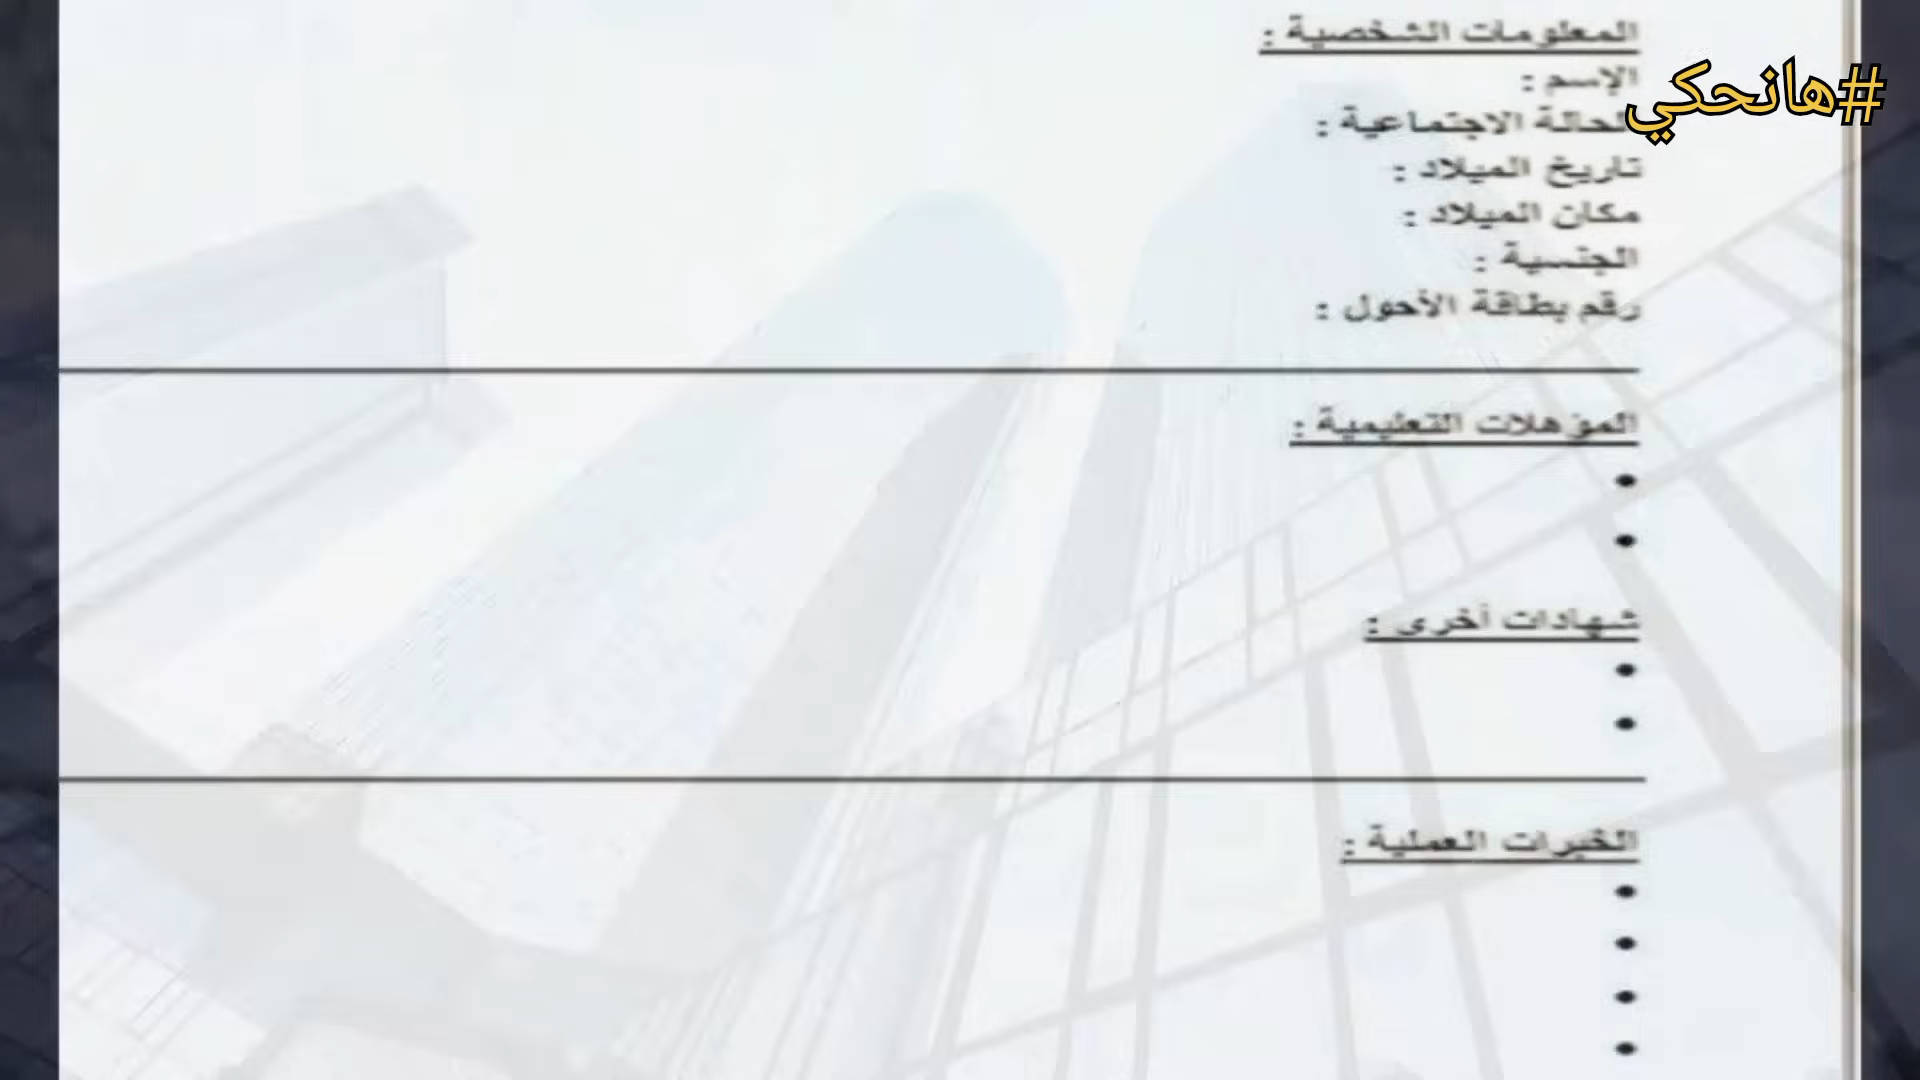 المعلومات الشخصية :
الإسم :
#هانحكي
الحالة الاجتماعية :
تاريخ الميلاد :
مكان الميلاد :
الجنسية :
رقم بطاقة الأحول :
المؤهلات التعليمية :
شهادات أخرى :
الخبرات العملية :